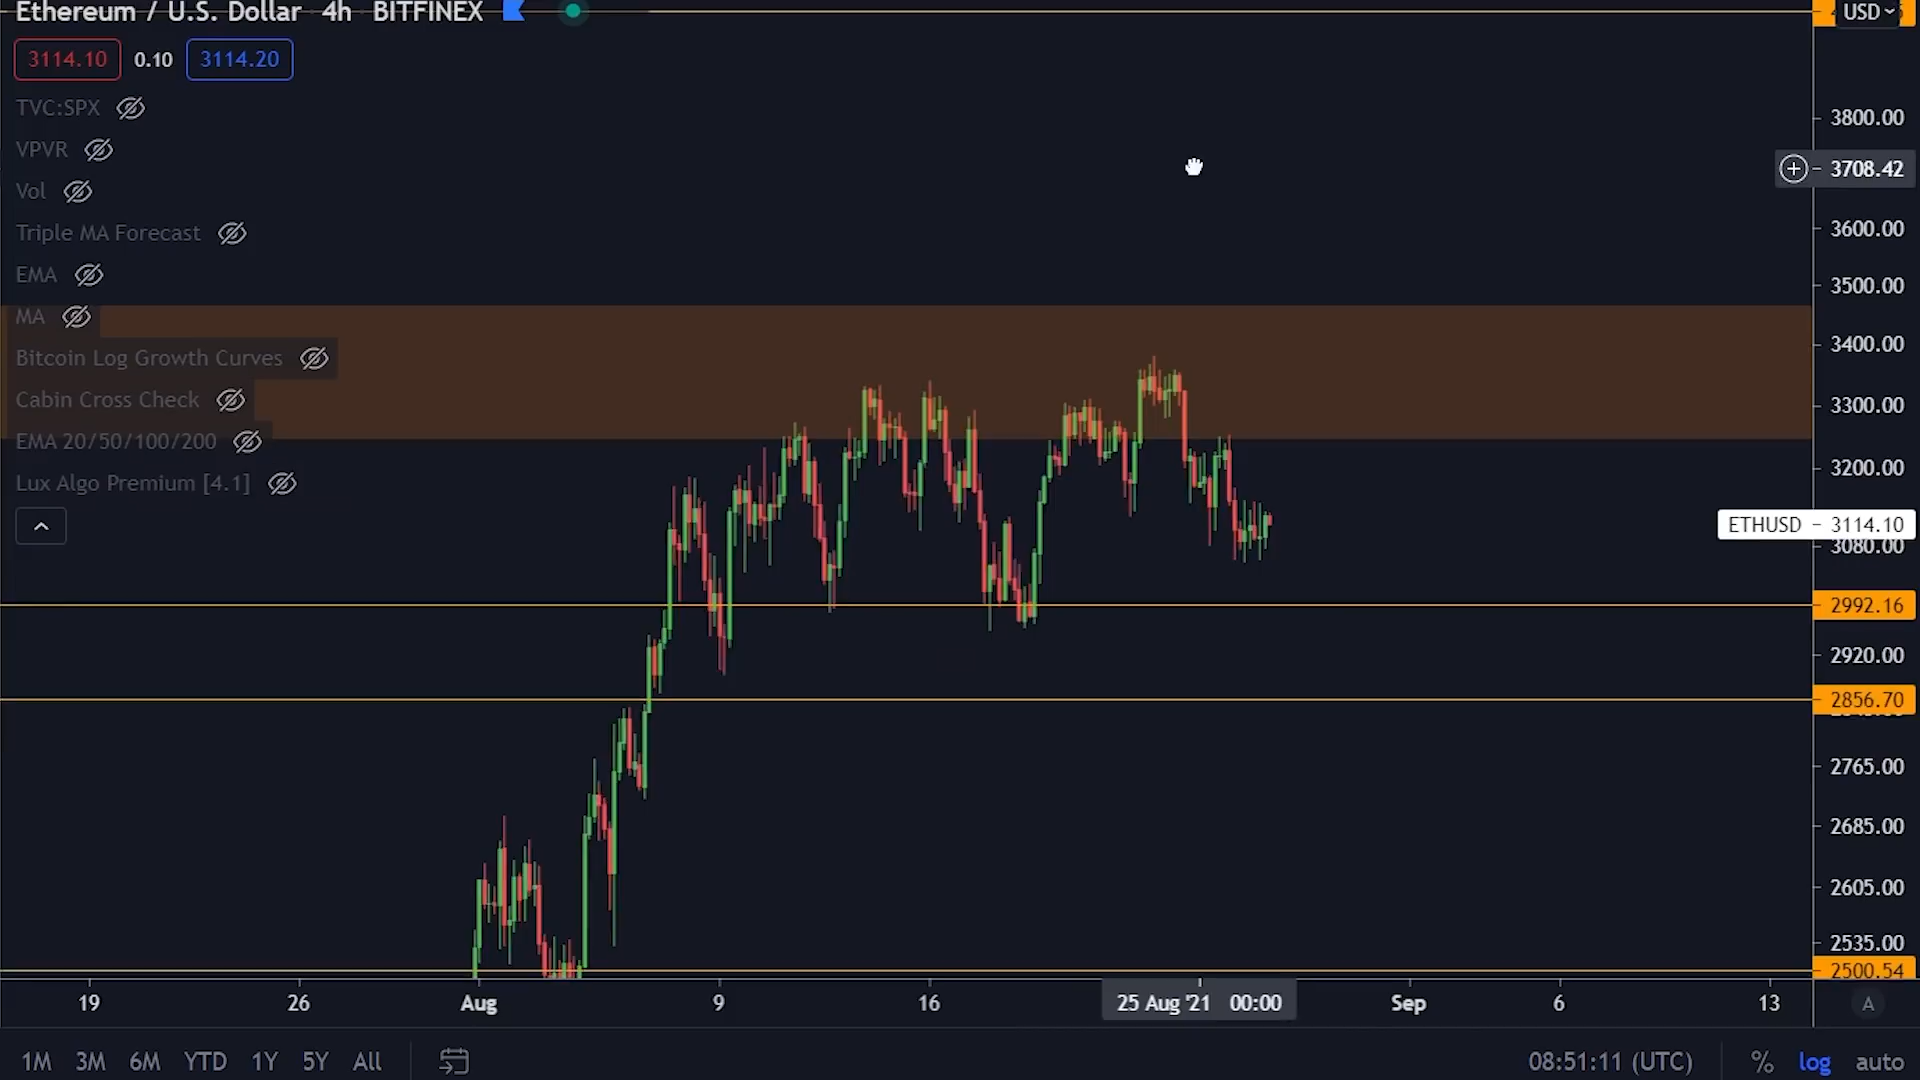 Ethereum / U.S. Dollar 4h BITFINEX
USD
3114.10 0.10 3114.20
TVC:SPX
VPVR
Vol
Triple MA Forecast
EMA
MA
Bitcoin Log Growth Curves
Cabin Cross Check
EMA 20/50/100/200
Lux Algo Premium [4.1]
3800.00
3708.42
3600.00
3500.00
3400.00
3300.00
3200.00
ETHUSD 3114.10
3080.00
2992.16
2920.00
2856.70
2765.00
2685.00
2605.00
2535.00
2500.54
19 26 Aug 9 16 25 Aug '21 00:00 Sep 6 13 A
1M 3M 6M YTD 1Y 5Y All 08:51:11 (UTC) % log auto